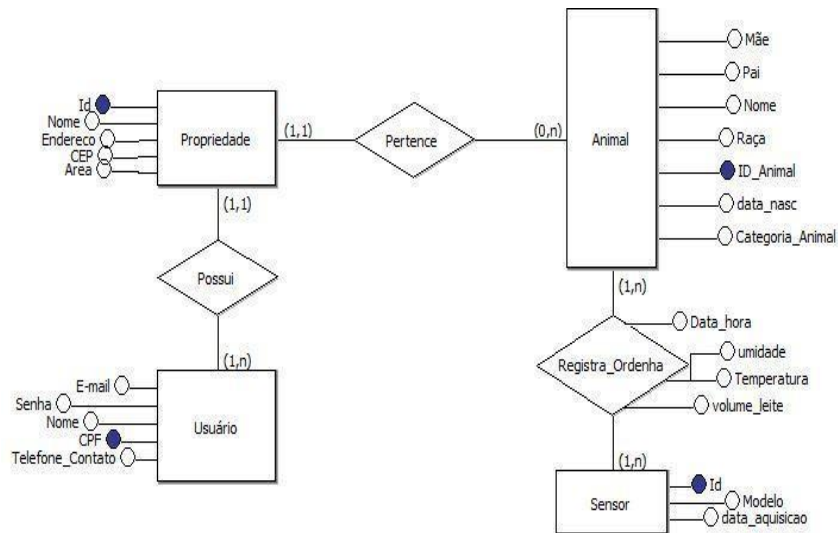 Id
Nome
Endereco
CEP
Area
Propriedade
(1,1)
Pertence
(0,n)
Animal
Mãe
Pai
Nome
Raça
ID_Animal
data_nasc
Categoria_Animal
(1,1)
Possui
(1,n)
E-mail
Senha
Nome
CPF
Telefone_Contato
Usuário
(1,n)
Data_hora
Registra_Ordenha
umidade
Temperatura
volume_leite
(1,n)
Sensor
Id
Modelo
data_aquisicao